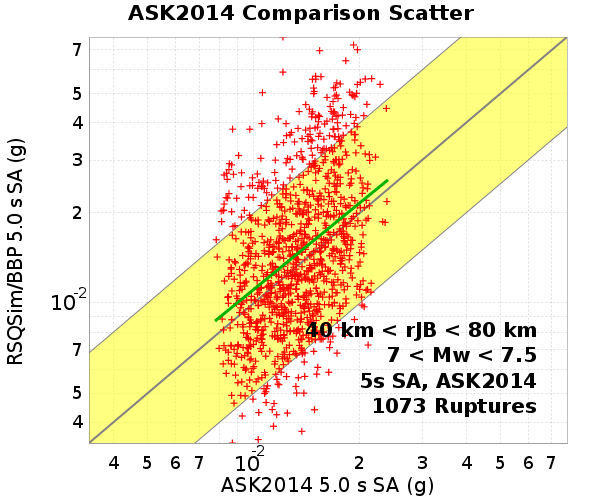 ASK2014 Comparison Scatter
RSQSim/BBP 5.0 s SA (g)
7
5
4
3
2
10-2
7
5
4
40 km < rJB < 80 km
7 < Mw < 7.5
5s SA, ASK2014
1073 Ruptures
4 5 6 7 10-2 2 3 4 5 6 7
ASK2014 5.0 s SA (g)